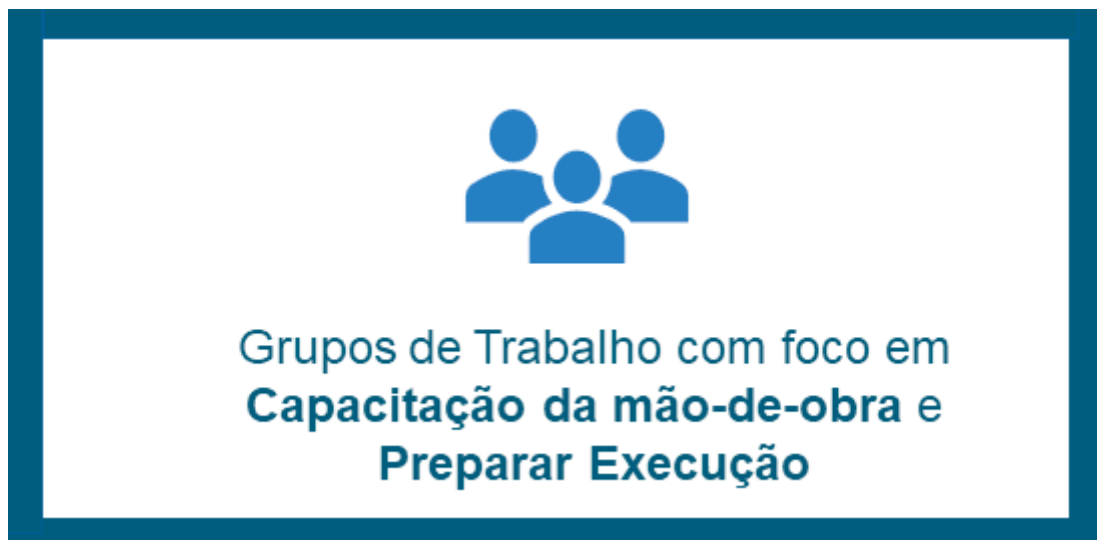 Grupos de Trabalho com foco em
Capacitação da mão-de-obra e
Preparar Execução